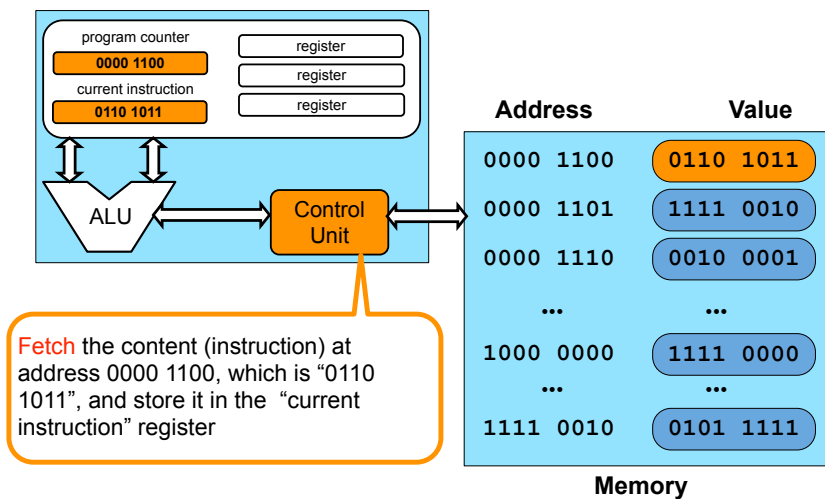 program counter
0000 1100
current instruction
0110 1011
register
register
register
ALU
Control
Unit
Fetch the content (instruction) at
address 0000 1100, which is “0110
1011”, and store it in the “current
instruction” register
Address Value
0000 1100 0110 1011
0000 1101 1111 0010
0000 1110 0010 0001
... ...
1000 0000 1111 0000
... ...
1111 0010 0101 1111
Memory